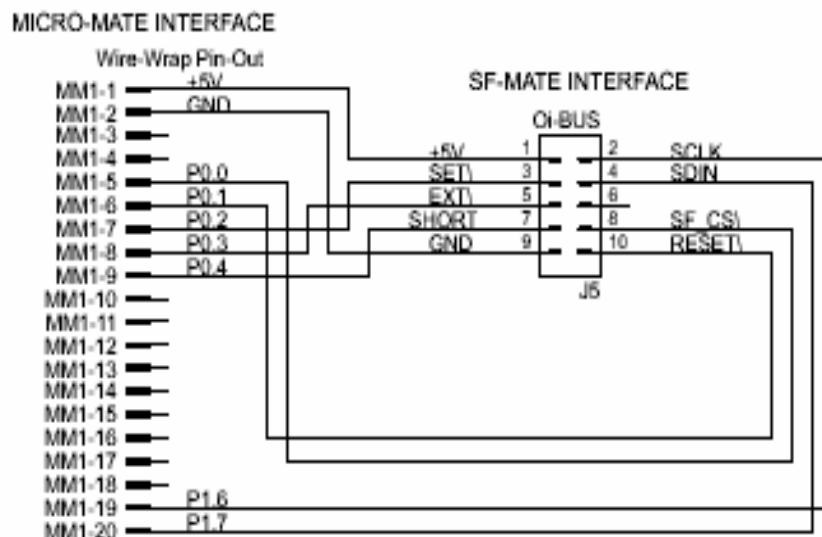 MICRO-MATE INTERFACE
Wire-Wrap Pin-Out
SF-MATE INTERFACE
Oi-BUS
MM1-1 +5V
MM1-2 GND
MM1-3
MM1-4
MM1-5 P0.0
MM1-6 P0.1
MM1-7 P0.2
MM1-8 P0.3
MM1-9 P0.4
MM1-10
MM1-11
MM1-12
MM1-13
MM1-14
MM1-15
MM1-16
MM1-17
MM1-18
MM1-19 P1.6
MM1-20 P1.7
+5V 1 2 SCLK
SET\ 3 4 SDIN
EXT\ 5 6
SHORT 7 8 SF_CS\
GND 9 10 RESET\
J5